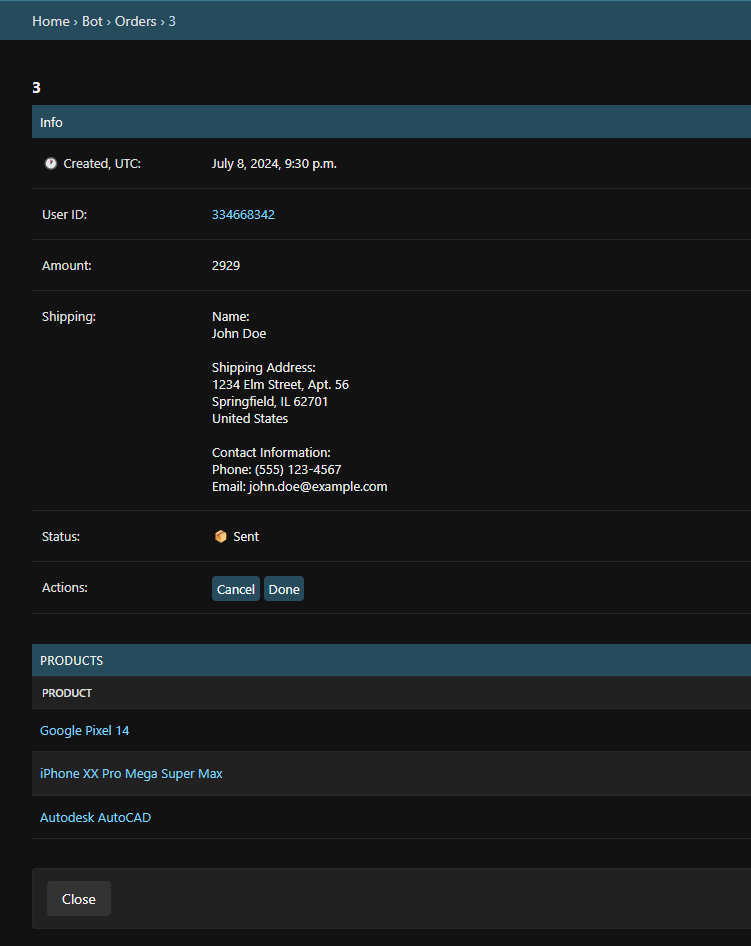 Home › Bot › Orders › 3
3
Info
Created, UTC: July 8, 2024, 9:30 p.m.
User ID: 334668342
Amount: 2929
Shipping: Name:
John Doe
Shipping Address:
1234 Elm Street, Apt. 56
Springfield, IL 62701
United States
Contact Information:
Phone: (555) 123-4567
Email: john.doe@example.com
Status: Sent
Actions: Cancel Done
PRODUCTS
PRODUCT
Google Pixel 14
iPhone XX Pro Mega Super Max
Autodesk AutoCAD
Close